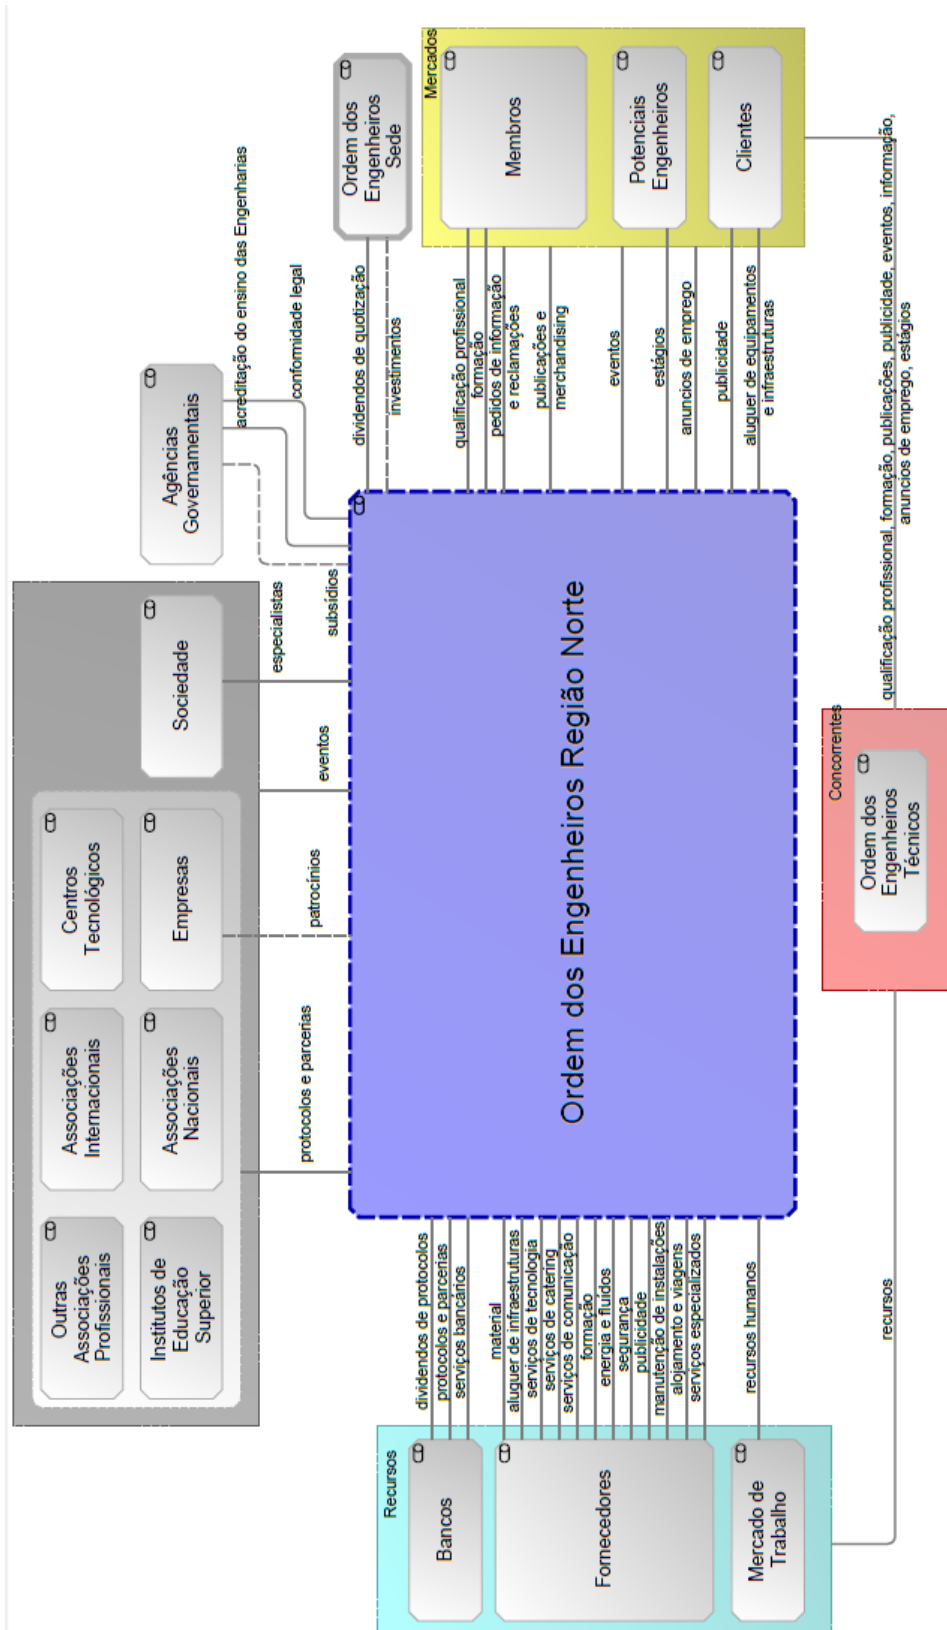 Outras
Associações
Profissionais
Associações
Internacionais
Centros
Tecnológicos
Institutos de
Educação
Superior
Associações
Nacionais
Empresas
Sociedade
Agências
Governamentais
acreditação do ensino das Engenharias
conformidade legal
protocolos e parcerias
patrocínios
eventos
especialistas
subsídios
Ordem dos
Engenheiros
Sede
dividendos de quotização
investimentos
Recursos
Bancos
Fornecedores
Mercado de
Trabalho
dividendos de protocolos
protocolos e parcerias
serviços bancários
material
aluguer de infraestruturas
serviços de tecnologia
serviços de catering
serviços de comunicação
formação
energia e fluídos
segurança
publicidade
manutenção de instalações
alojamento e viagens
serviços especializados
recursos humanos
Ordem dos Engenheiros Região Norte
qualificação profissional
formação
pedidos de informação
e reclamações
publicações e
merchandising
eventos
estágios
anuncios de emprego
publicidade
aluguer de equipamentos
e infraestruturas
Mercados
Membros
Potenciais
Engenheiros
Clientes
recursos
Concorrentes
Ordem dos
Engenheiros
Técnicos
qualificação profissional, formação, publicações, publicidade, eventos, informação,
anuncios de emprego, estágios